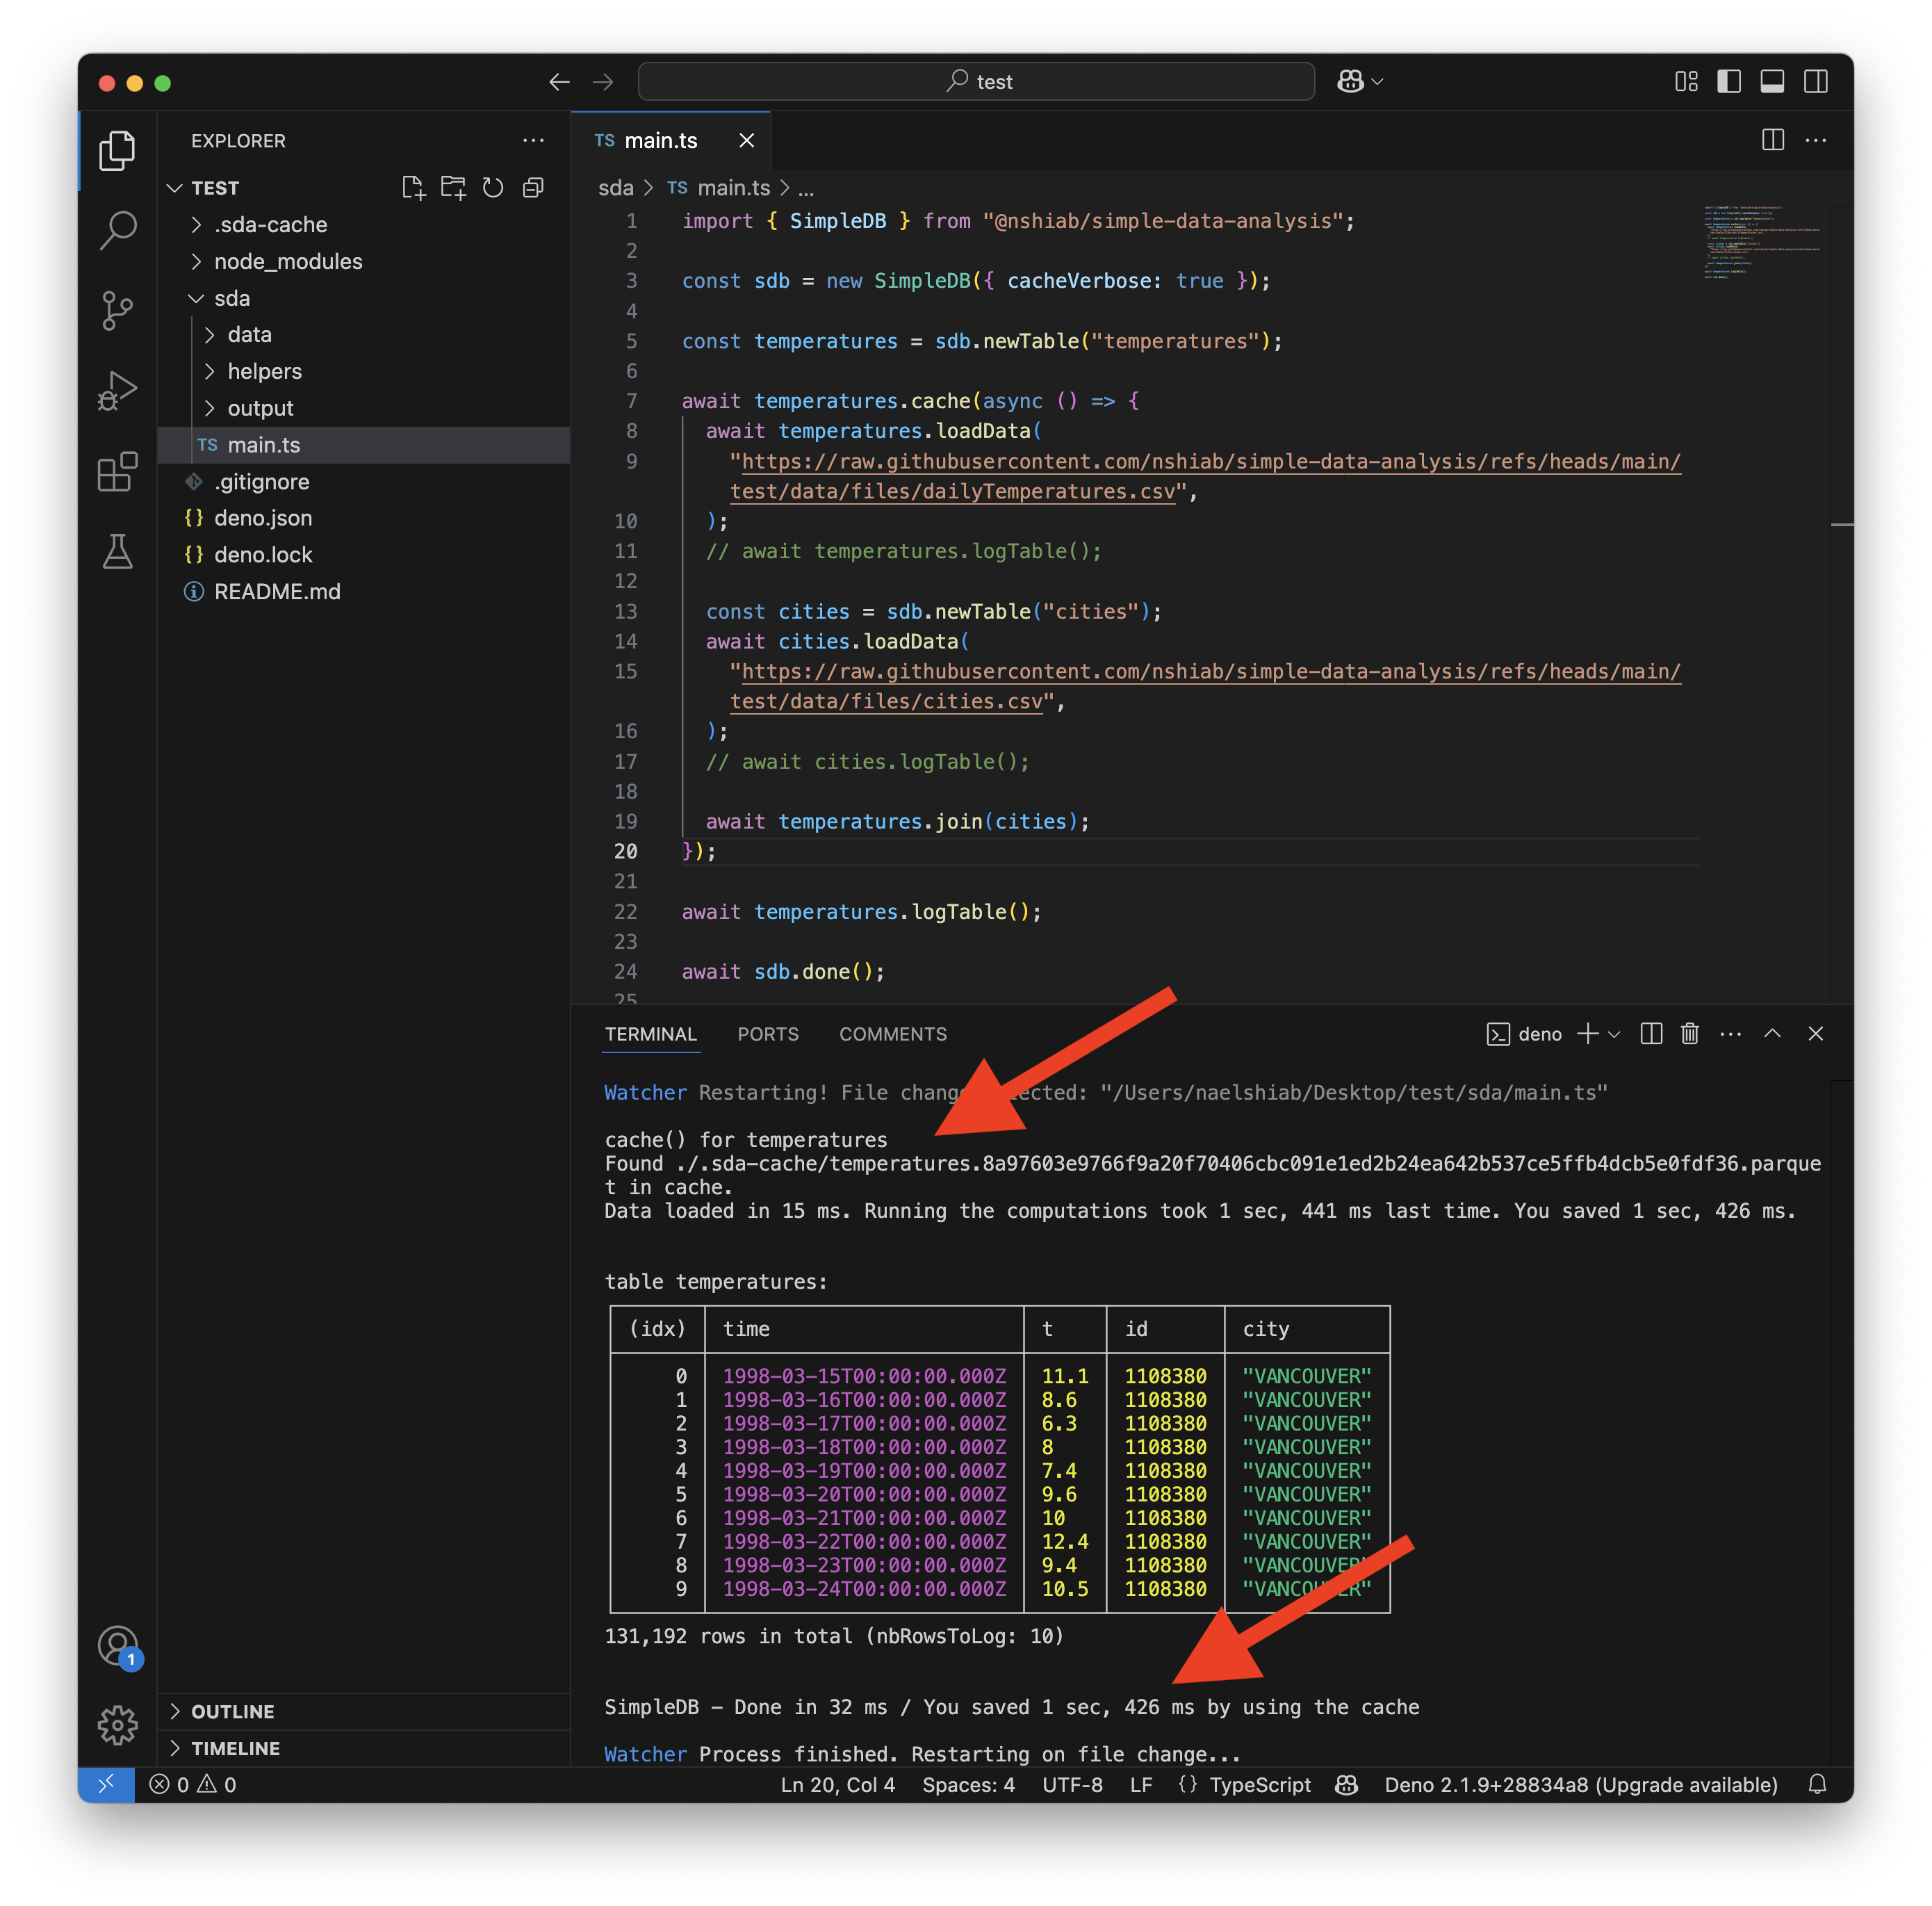 test
EXPLORER
TEST
.sda-cache
node_modules
sda
data
helpers
output
TS main.ts
.gitignore
{} deno.json
{} deno.lock
README.md
OUTLINE
TIMELINE
1
TS main.ts
sda > TS main.ts > ...
1 import { SimpleDB } from "@nshiab/simple-data-analysis";
2
3 const sdb = new SimpleDB({ cacheVerbose: true });
4
5 const temperatures = sdb.newTable("temperatures");
6
7 await temperatures.cache(async () => {
8 await temperatures.loadData(
9 "https://raw.githubusercontent.com/nshiab/simple-data-analysis/refs/heads/main/
test/data/files/dailyTemperatures.csv",
10 );
11 // await temperatures.logTable();
12
13 const cities = sdb.newTable("cities");
14 await cities.loadData(
15 "https://raw.githubusercontent.com/nshiab/simple-data-analysis/refs/heads/main/
test/data/files/cities.csv",
16 );
17 // await cities.logTable();
18
19 await temperatures.join(cities);
20 });
21
22 await temperatures.logTable();
23
24 await sdb.done();
25
TERMINAL PORTS COMMENTS deno
Watcher Restarting! File change detected: "/Users/naelshiab/Desktop/test/sda/main.ts"
cache() for temperatures
Found ./.sda-cache/temperatures.8a97603e9766f9a20f70406cbc091e1ed2b24ea642b537ce5ffb4dcb5e0fdf36.parque
t in cache.
Data loaded in 15 ms. Running the computations took 1 sec, 441 ms last time. You saved 1 sec, 426 ms.
table temperatures:
(idx) time t id city
0 1998-03-15T00:00:00.000Z 11.1 1108380 "VANCOUVER"
1 1998-03-16T00:00:00.000Z 8.6 1108380 "VANCOUVER"
2 1998-03-17T00:00:00.000Z 6.3 1108380 "VANCOUVER"
3 1998-03-18T00:00:00.000Z 8 1108380 "VANCOUVER"
4 1998-03-19T00:00:00.000Z 7.4 1108380 "VANCOUVER"
5 1998-03-20T00:00:00.000Z 9.6 1108380 "VANCOUVER"
6 1998-03-21T00:00:00.000Z 10 1108380 "VANCOUVER"
7 1998-03-22T00:00:00.000Z 12.4 1108380 "VANCOUVER"
8 1998-03-23T00:00:00.000Z 9.4 1108380 "VANCOUVER"
9 1998-03-24T00:00:00.000Z 10.5 1108380 "VANCOUVER"
131,192 rows in total (nbRowsToLog: 10)
SimpleDB – Done in 32 ms / You saved 1 sec, 426 ms by using the cache
Watcher Process finished. Restarting on file change...
0 0 Ln 20, Col 4 Spaces: 4 UTF-8 LF {} TypeScript Deno 2.1.9+28834a8 (Upgrade available)